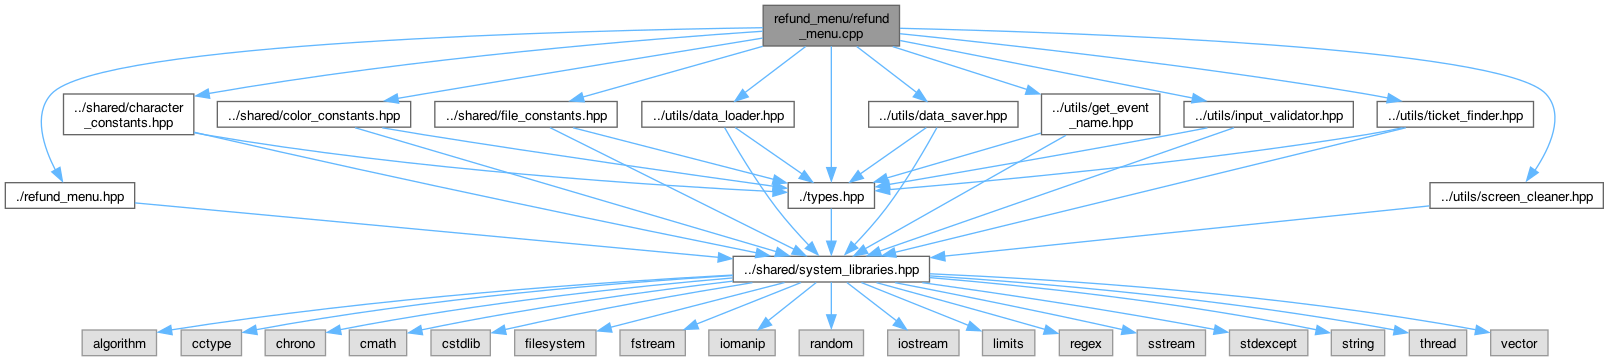 refund_menu/refund
_menu.cpp
../shared/character
_constants.hpp
../shared/color_constants.hpp
../shared/file_constants.hpp
../utils/data_loader.hpp
../utils/data_saver.hpp
../utils/get_event
_name.hpp
../utils/input_validator.hpp
../utils/ticket_finder.hpp
./refund_menu.hpp
./types.hpp
../utils/screen_cleaner.hpp
../shared/system_libraries.hpp
algorithm
cctype
chrono
cmath
cstdlib
filesystem
fstream
iomanip
random
iostream
limits
regex
sstream
stdexcept
string
thread
vector